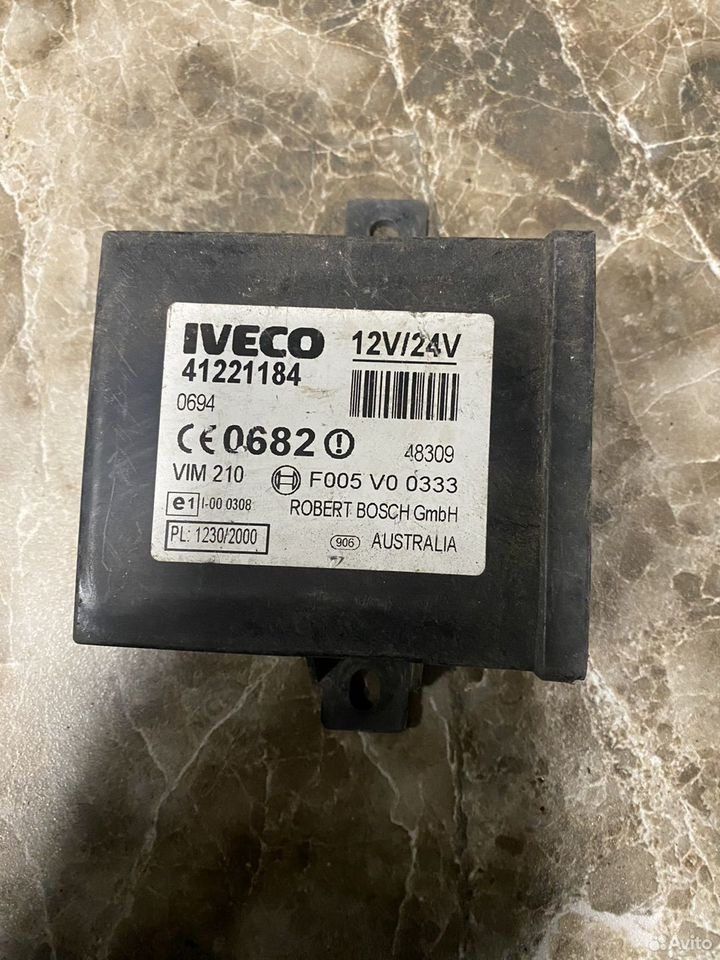 IVECO 12V/24V
41221184
0694
CE 0682 48309
VIM 210 F005 V0 0333
e1 I-00 0308 ROBERT BOSCH GmbH
PL: 1230/2000 906 AUSTRALIA
Avito